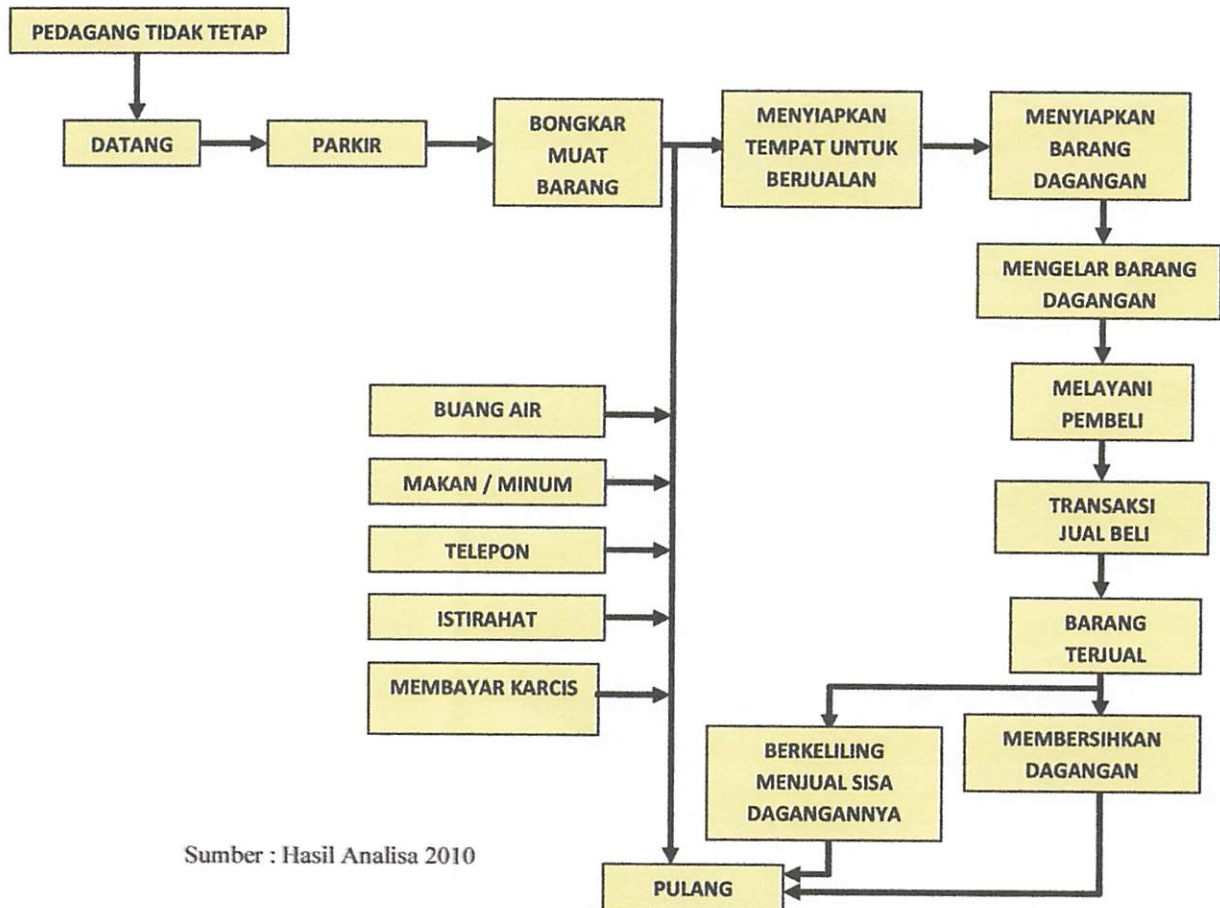 PEDAGANG TIDAK TETAP
DATANG
PARKIR
BONGKAR
MUAT
BARANG
MENYIAPKAN
TEMPAT UNTUK
BERJUALAN
MENYIAPKAN
BARANG
DAGANGAN
MENGELAR BARANG
DAGANGAN
MELAYANI
PEMBELI
TRANSAKSI
JUAL BELI
BARANG
TERJUAL
BUANG AIR
MAKAN / MINUM
TELEPON
ISTIRAHAT
MEMBAYAR KARCIS
BERKELILING
MENJUAL SISA
DAGANGANNYA
MEMBERSIHKAN
DAGANGAN
PULANG
Sumber : Hasil Analisa 2010